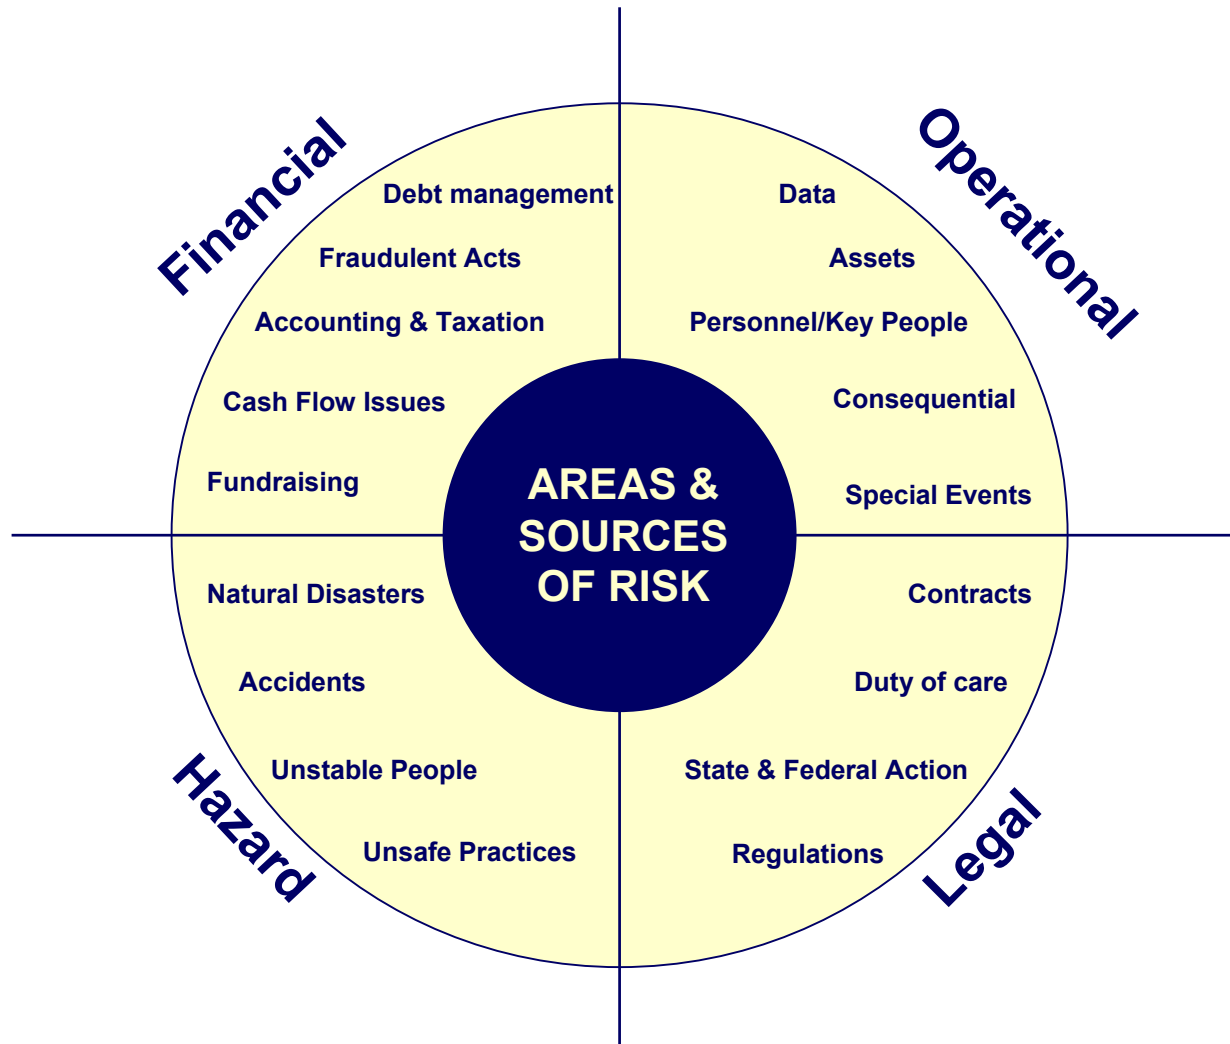 Financial
Debt management
Fraudulent Acts
Accounting & Taxation
Cash Flow Issues
Fundraising
Operational
Data
Assets
Personnel/Key People
Consequential
Special Events
AREAS &
SOURCES
OF RISK
Hazard
Natural Disasters
Accidents
Unstable People
Unsafe Practices
Legal
Contracts
Duty of care
State & Federal Action
Regulations